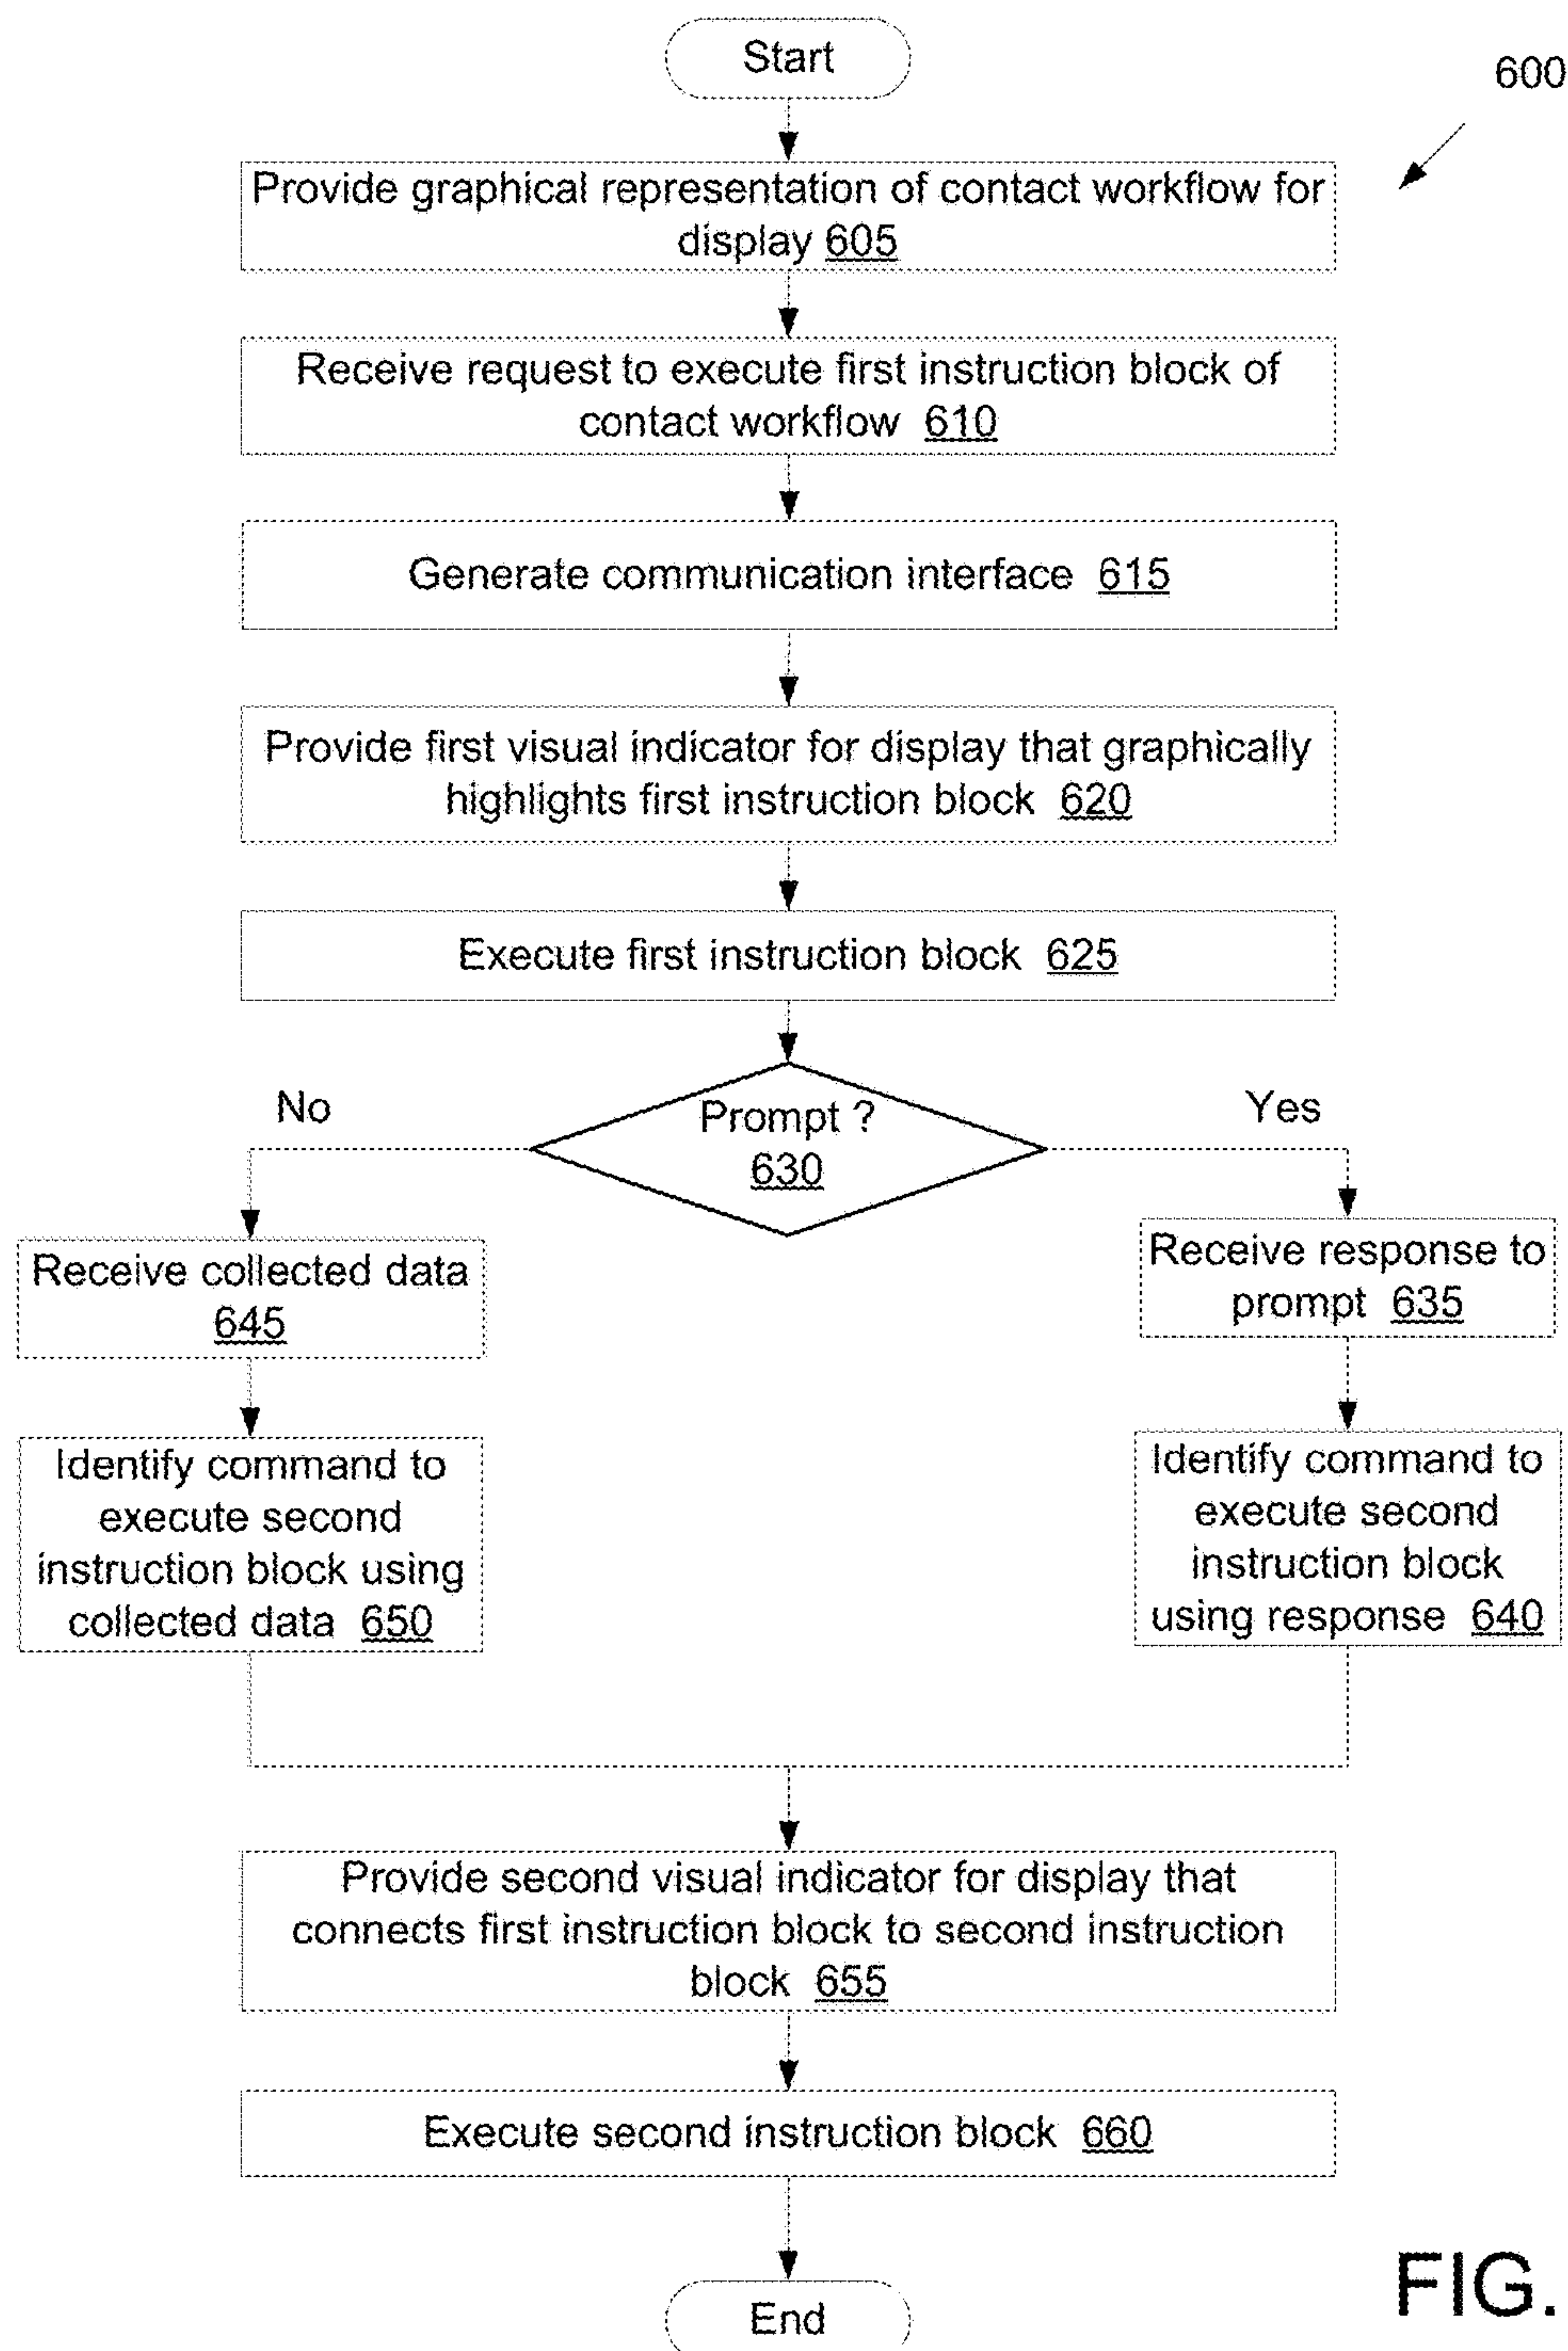 Start
600
Provide graphical representation of contact workflow for
display 605
Receive request to execute first instruction block of
contact workflow 610
Generate communication interface 615
Provide first visual indicator for display that graphically
highlights first instruction block 620
Execute first instruction block 625
No
Prompt ?
630
Yes
Receive collected data
645
Identify command to
execute second
instruction block using
collected data 650
Receive response to
prompt 635
Identify command to
execute second
instruction block
using response 640
Provide second visual indicator for display that
connects first instruction block to second instruction
block 655
Execute second instruction block 660
End
FIG.